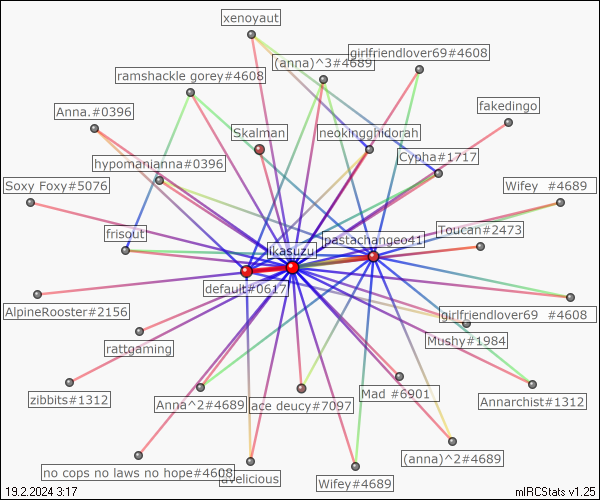 xenoyaut
girlfriendlover69#4608
(anna)^3#4689
ramshackle gorey#4608
fakedingo
Anna.#0396
Skalman
neokingghidorah
Cypha#1717
hypomanianna#0396
Soxy Foxy#5076
Wifey #4689
Toucan#2473
frisout
pastachangeo41
ikasuzu
default#0617
AlpineRooster#2156
girlfriendlover69 #4608
Mushy#1984
rattgaming
Mad #6901
zibbits#1312
Anna^2#4689
ace deucy#7097
Annarchist#1312
(anna)^2#4689
no cops no laws no hope#4608
avelicious
Wifey#4689
19.2.2024 3:17
mIRCStats v1.25